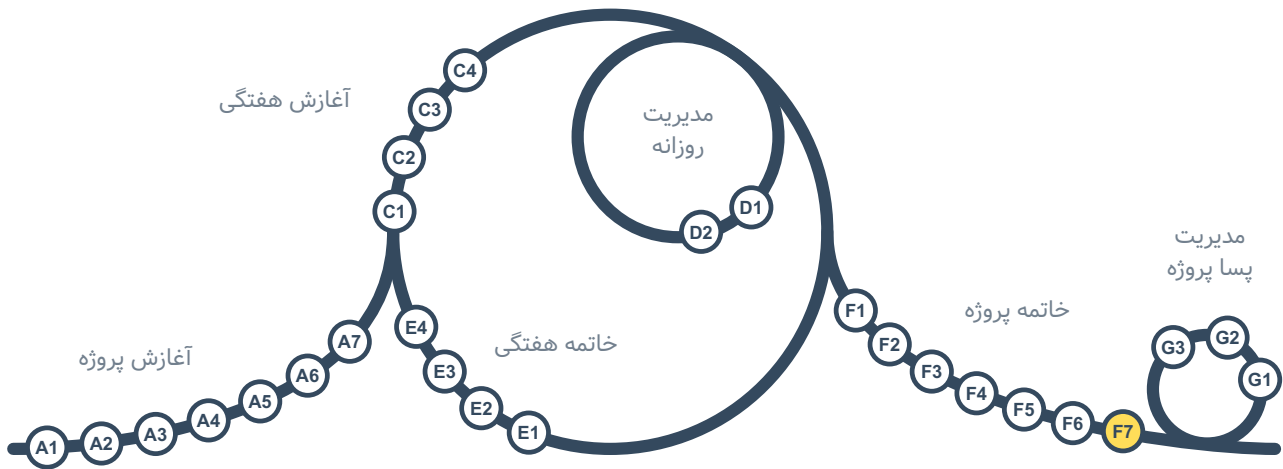 آغازش پروژه
A1
A2
A3
A4
A5
A6
A7
آغازش هفتگی
C1
C2
C3
C4
مدیریت
روزانه
D1
D2
خاتمه هفتگی
E1
E2
E3
E4
خاتمه پروژه
F1
F2
F3
F4
F5
F6
F7
مدیریت
پسا پروژه
G1
G2
G3